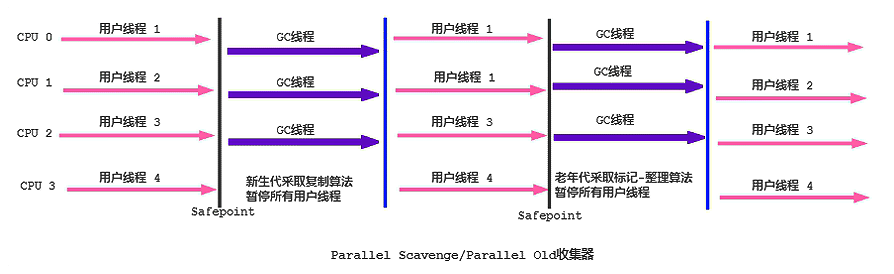 CPU 0 用户线程 1 GC线程 用户线程 1 GC线程 用户线程 1
CPU 1 用户线程 2 GC线程 用户线程 1 GC线程 用户线程 2
CPU 2 用户线程 3 GC线程 用户线程 3 GC线程 用户线程 3
CPU 3 用户线程 4 用户线程 4 用户线程 4
新生代采取复制算法
暂停所有用户线程
老年代采取标记-整理算法
暂停所有用户线程
Safepoint Safepoint
Parallel Scavenge/Parallel Old收集器